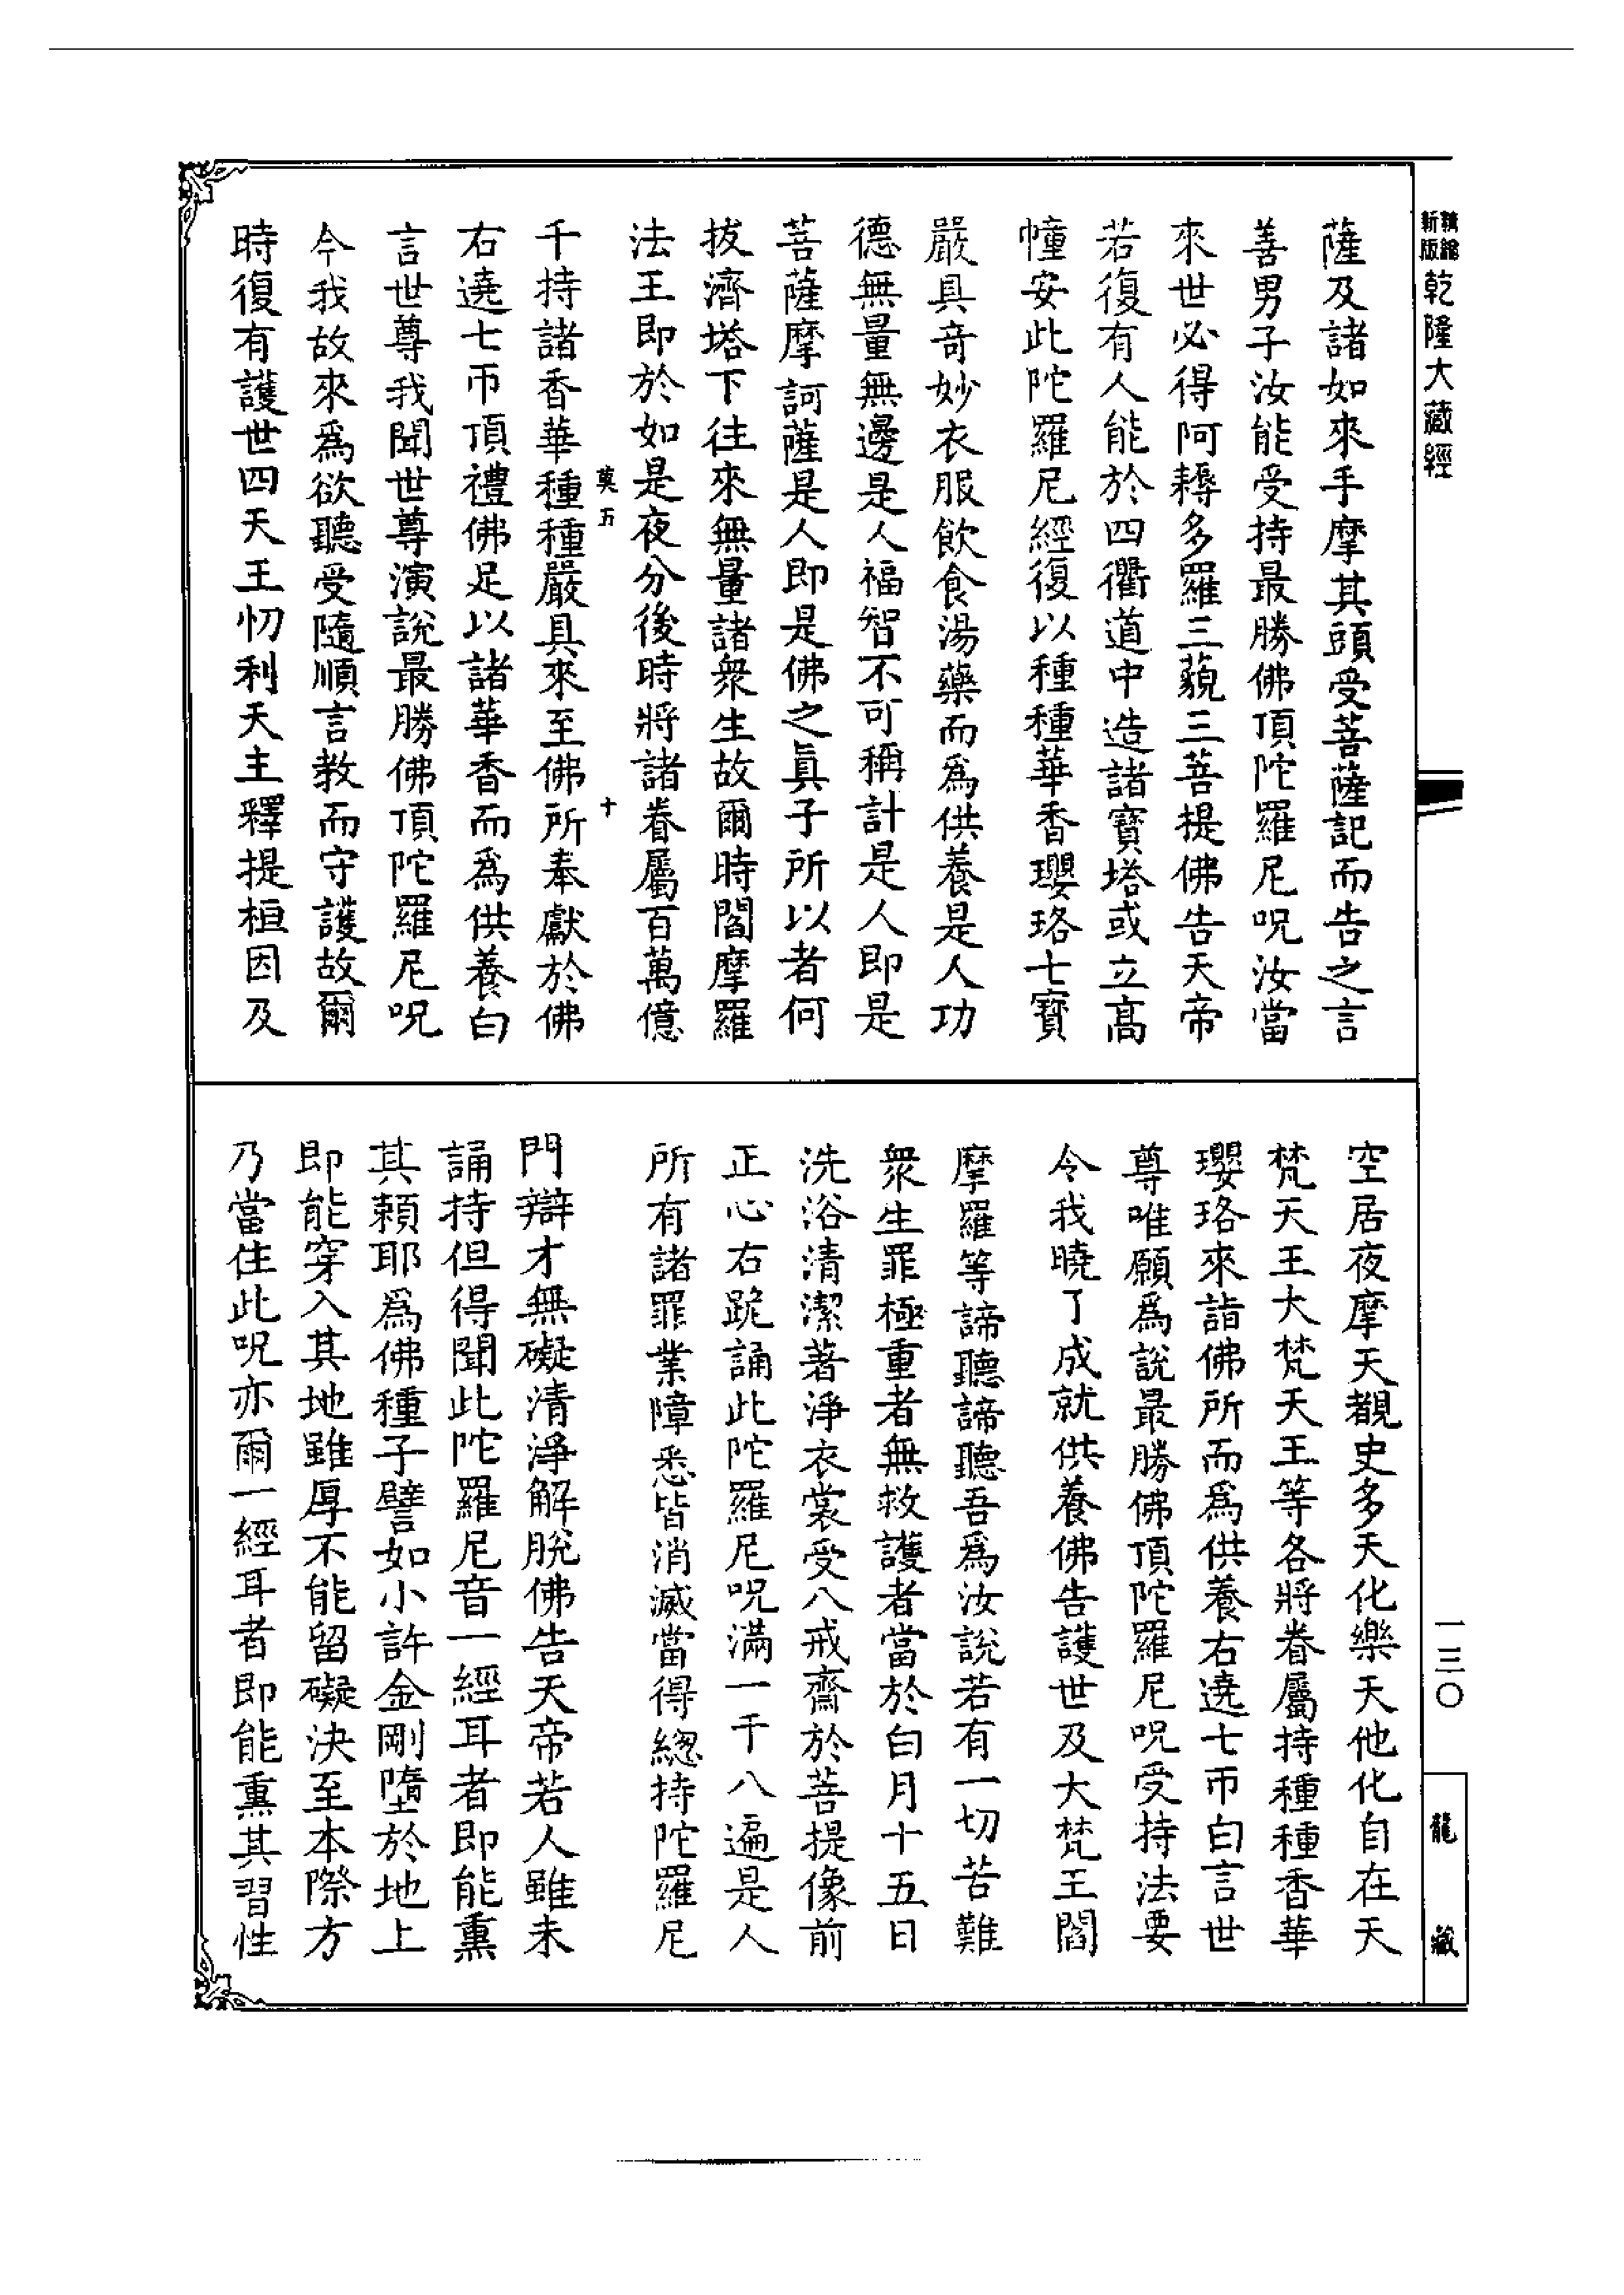 新版
精縮
乾隆大藏經
薩及諸如來手摩其頭受菩薩記而告之言
善男子汝能受持最勝佛頂陀羅尼呪汝當
來世必得阿耨多羅三藐三菩提佛告天帝
若復有人能於四衢道中造諸寶塔或立高
幢安此陀羅尼經復以種種華香瓔珞七寶
嚴具竒妙衣服飲食湯藥而為供養是人功
德無量無邊是人福智不可稱計是人即是
菩薩摩訶薩是人即是佛之眞子所以者何
拔濟塔下往來無量諸衆生故爾時閻摩羅
法王即於如是夜分後時將諸眷屬百萬億
莫五
十
千持諸香華種種嚴具來至佛所奉獻於佛
右遶七帀頂禮佛足以諸華香而爲供養白
言世尊我聞世尊演說最勝佛頂陀羅尼呪
今我故來爲欲聽受隨順言教而守護故爾
時復有護世四天王忉利天主釋提桓因及
空居夜摩天覩史多天化樂天他化自在天
梵天王大梵天王等各將眷屬持種種香華
瓔珞來詣佛所而爲供養右遶七帀白言世
尊唯願爲說最勝佛頂陀羅尼呪受持法要
令我曉了成就供養佛告護世及大梵王閻
摩羅等諦聽諦聽吾爲汝說若有一切苦難
衆生罪極重者無救護者當於白月十五日
洗浴清潔著淨衣裳受八戒齋於菩提像前
正心右跪誦此陀羅尼呪滿一千八遍是人
所有諸罪業障悉皆消滅當得總持陀羅尼
門辯才無礙清淨解脫佛告天帝若人雖未
誦持但得聞此陀羅尼音一經耳者即能熏
其賴耶爲佛種子譬如小許金剛墮於地上
即能穿入其地雖厚不能留礙決至本際方
乃當住此呪亦爾一經耳者即能熏其習性
一三〇
龍藏